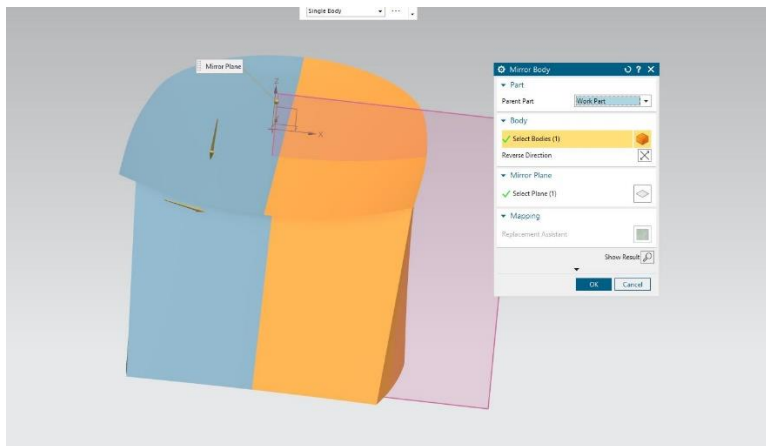 Single Body
Mirror Plane
Z
X
Mirror Body
Part
Parent Part
Work Part
Body
Select Bodies (1)
Reverse Direction
Mirror Plane
Select Plane (1)
Mapping
Replacement Assistant
Show Result
OK Cancel